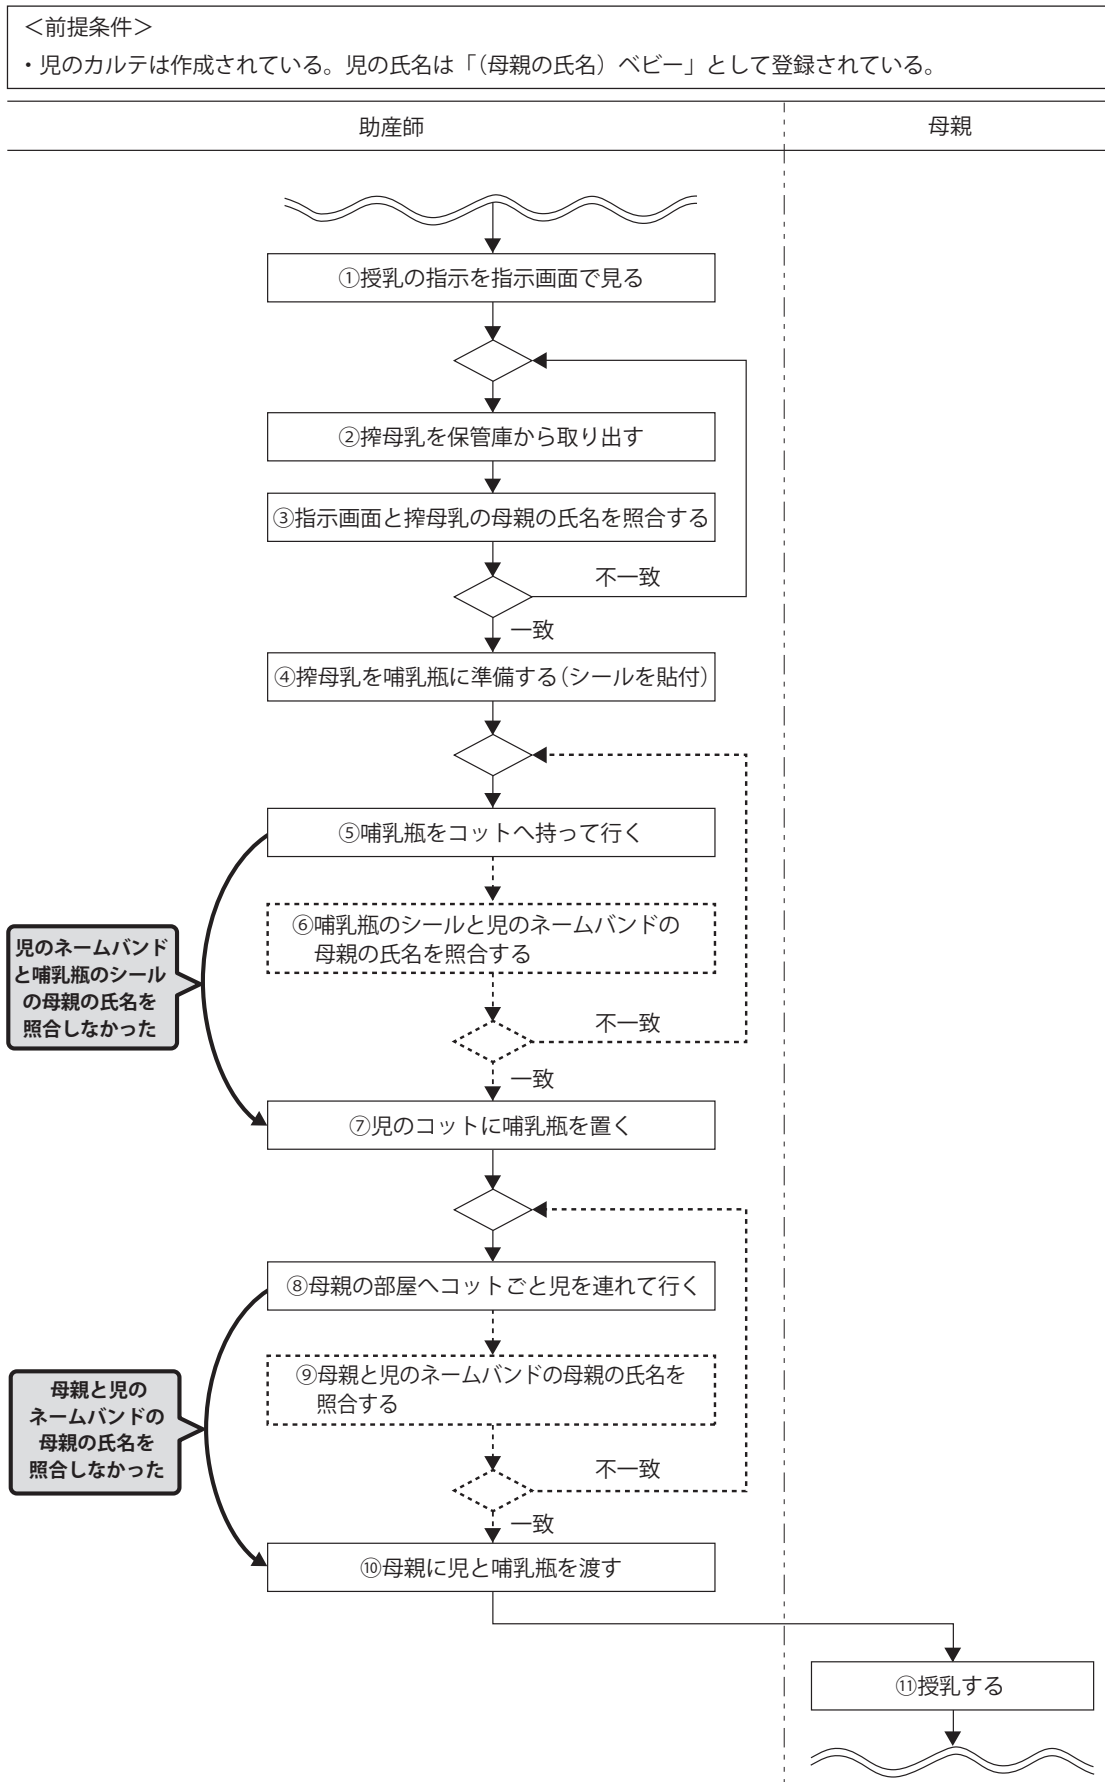 ＜前提条件＞
・児のカルテは作成されている。児の氏名は「（母親の氏名）ベビー」として登録されている。
助産師
母親
①授乳の指示を指示画面で見る
②搾母乳を保管庫から取り出す
③指示画面と搾母乳の母親の氏名を照合する
不一致
一致
④搾母乳を哺乳瓶に準備する（シールを貼付）
⑤哺乳瓶をコットへ持って行く
⑥哺乳瓶のシールと児のネームバンドの
母親の氏名を照合する
児のネームバンド
と哺乳瓶のシール
の母親の氏名を
照合しなかった
不一致
一致
⑦児のコットに哺乳瓶を置く
⑧母親の部屋へコットごと児を連れて行く
⑨母親と児のネームバンドの母親の氏名を
照合する
母親と児の
ネームバンドの
母親の氏名を
照合しなかった
不一致
一致
⑩母親に児と哺乳瓶を渡す
⑪授乳する